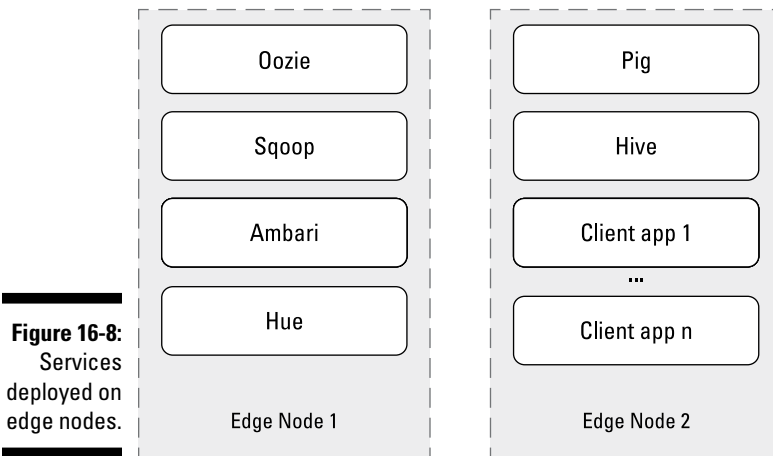 Oozie
Sqoop
Ambari
Hue
Edge Node 1
Pig
Hive
Client app 1
...
Client app n
Edge Node 2
Figure 16-8:
Services
deployed on
edge nodes.